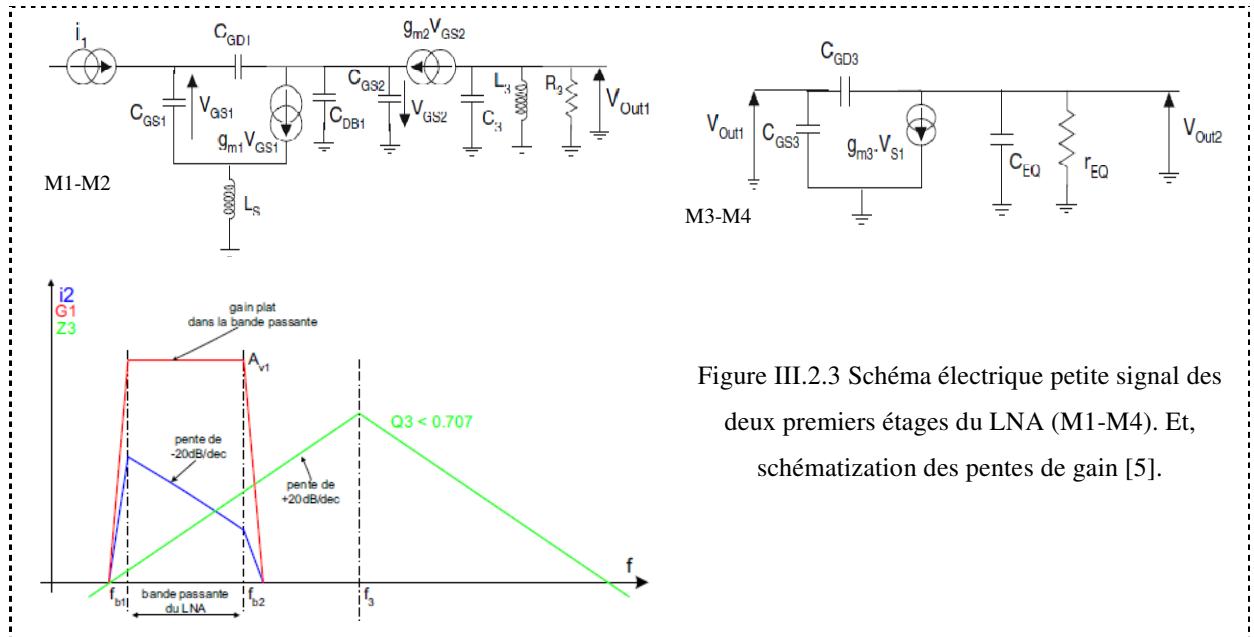 i1
CGD1
gm2VGS2
CGS1
VGS1
gm1VGS1
CDB1
CGS2
VGS2
C3
L3
R3
VOut1
LS
M1-M2
CGD3
VOut1
CGS3
gm3.VS1
CEQ
rEQ
VOut2
M3-M4
i2
G1
Z3
gain plat
dans la bande passante
Av1
Q3 < 0.707
pente de
-20dB/dec
pente de
+20dB/dec
f
fb1
bande passante
du LNA
fb2
f3
Figure III.2.3 Schéma électrique petite signal des
deux premiers étages du LNA (M1-M4). Et,
schématization des pentes de gain [5].